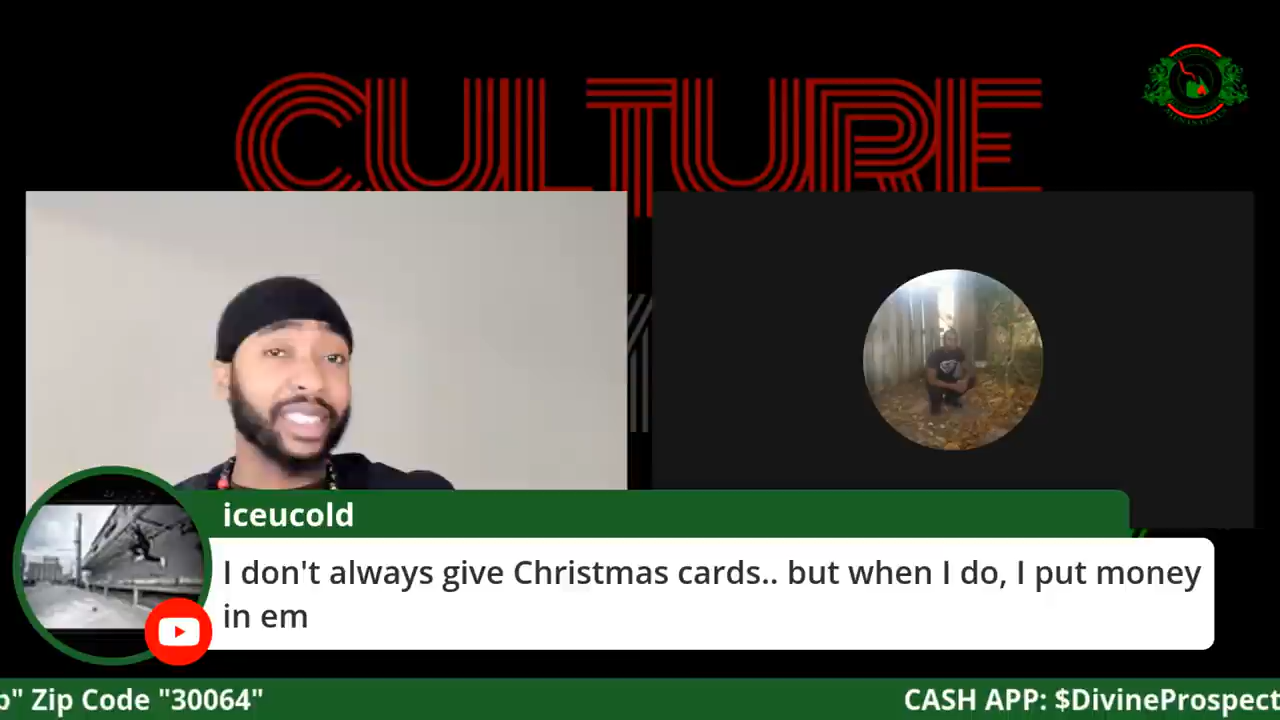 CULTURE
iceucold
I don't always give Christmas cards.. but when I do, I put money
in em
" Zip Code "30064"
CASH APP: $DivineProspect